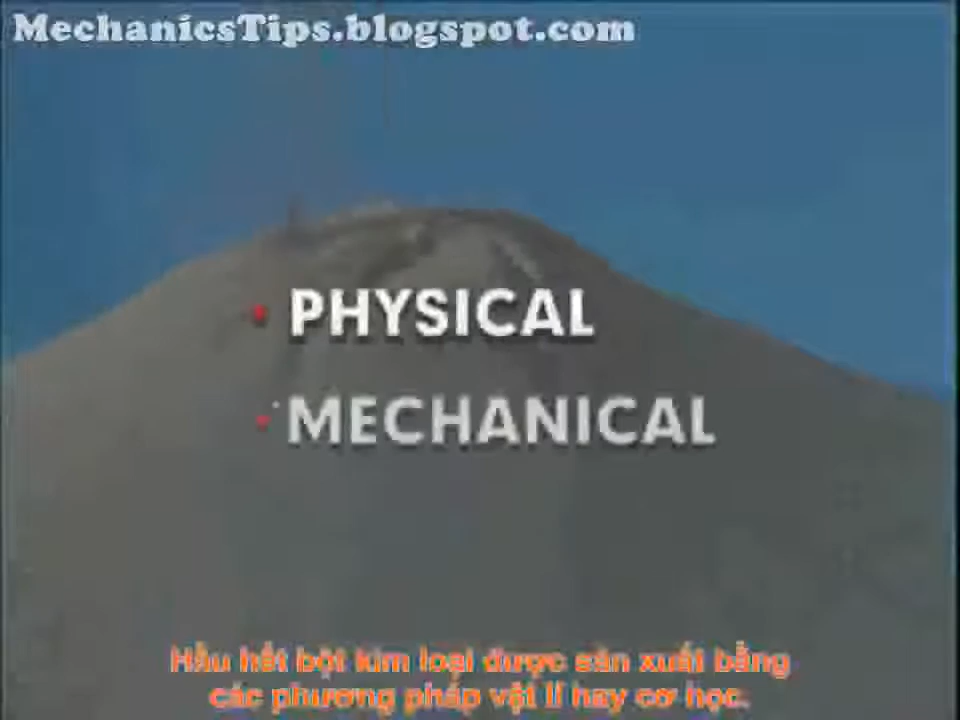 MechanicsTips.blogspot.com
• PHYSICAL
• MECHANICAL
Hầu hết bột kim loại được sản xuất bằng
các phương pháp vật lí hay cơ học.